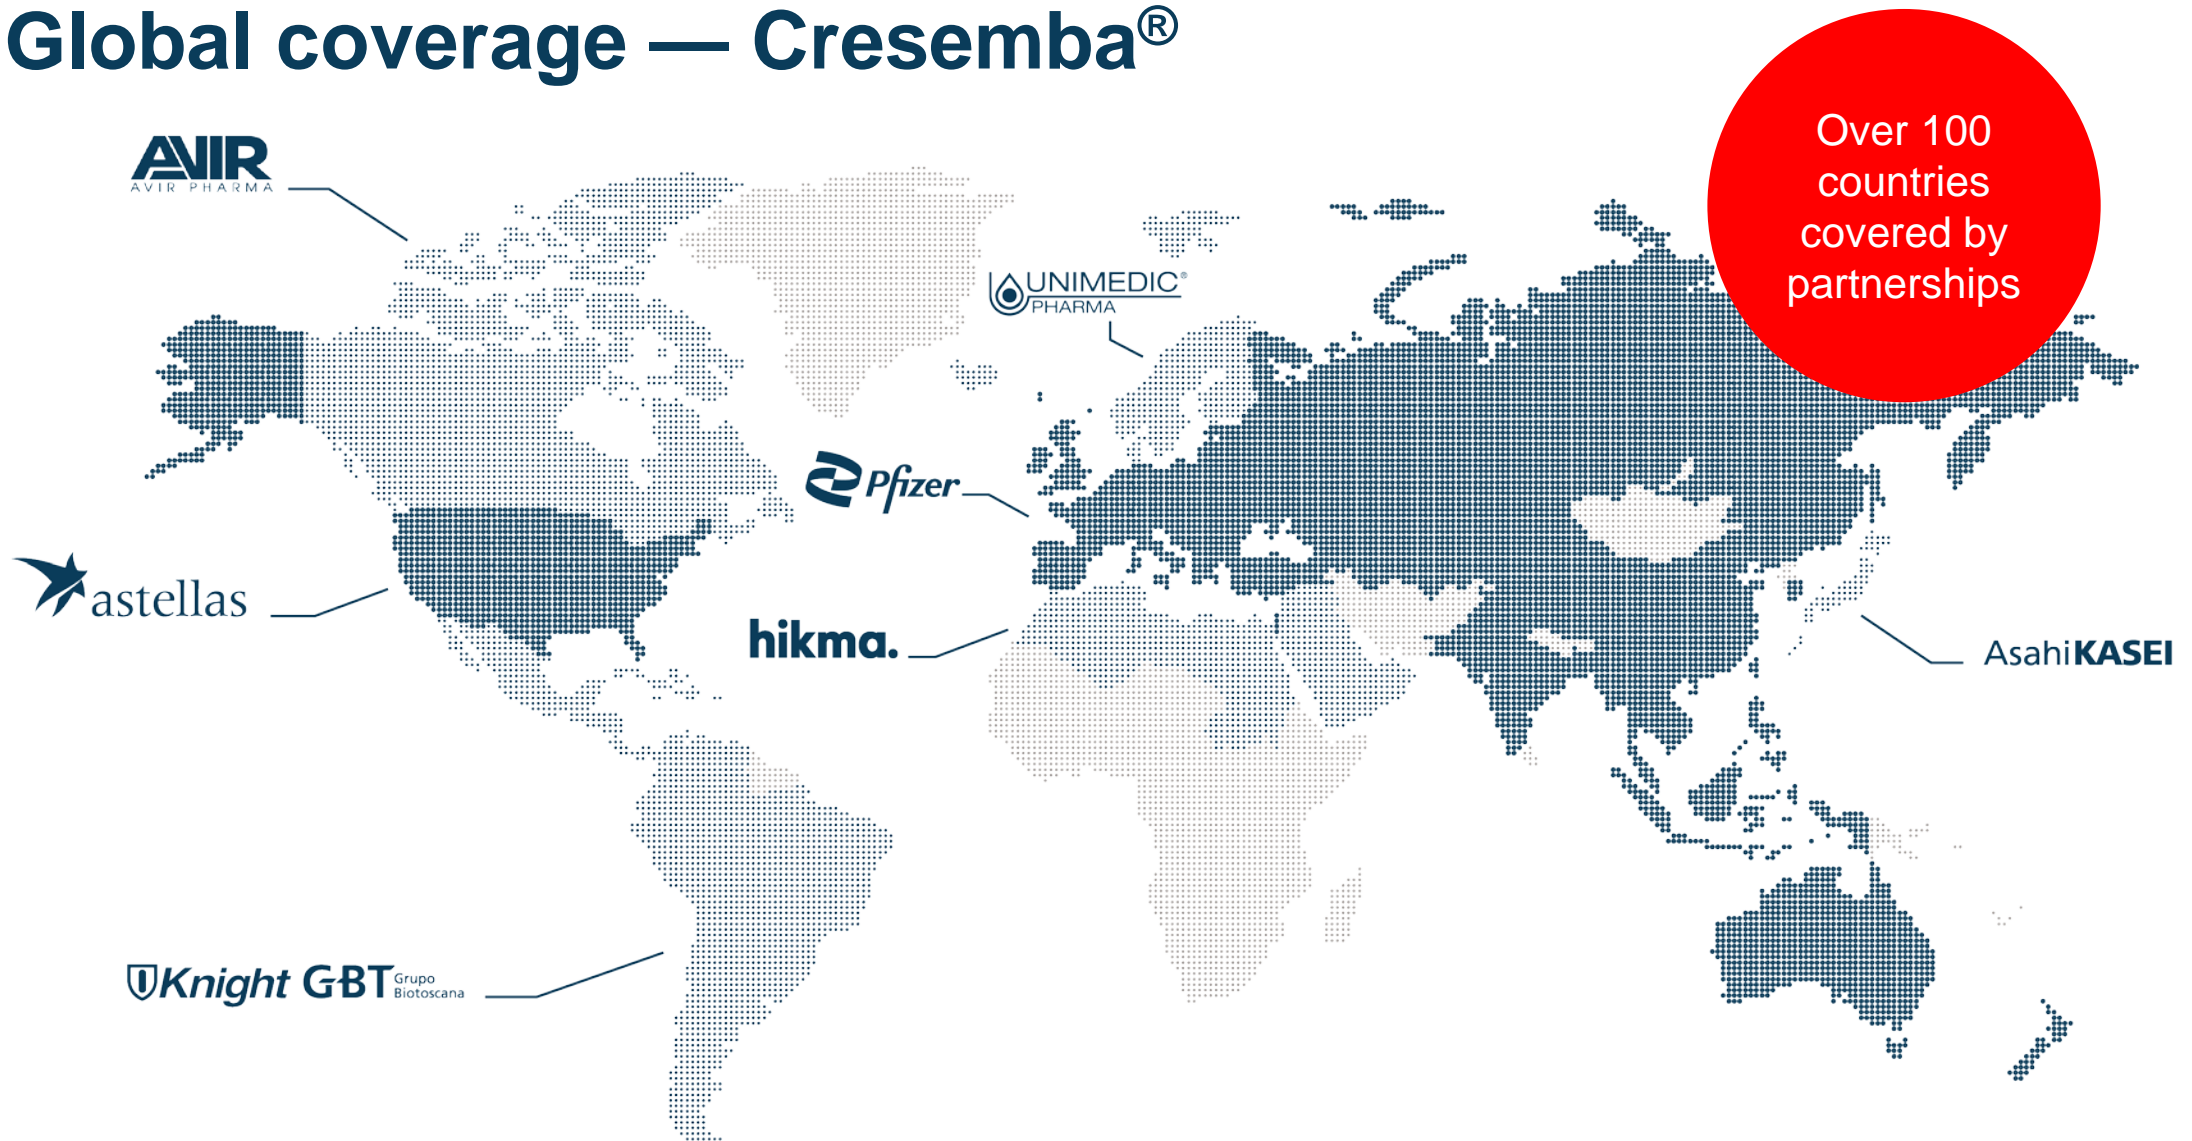 Global coverage — Cresemba®
Over 100
countries
covered by
partnerships
AVIR
AVIR PHARMA
UNIMEDIC®
PHARMA
Pfizer
astellas
hikma.
AsahiKASEI
Knight GBT Grupo
Biotoscana